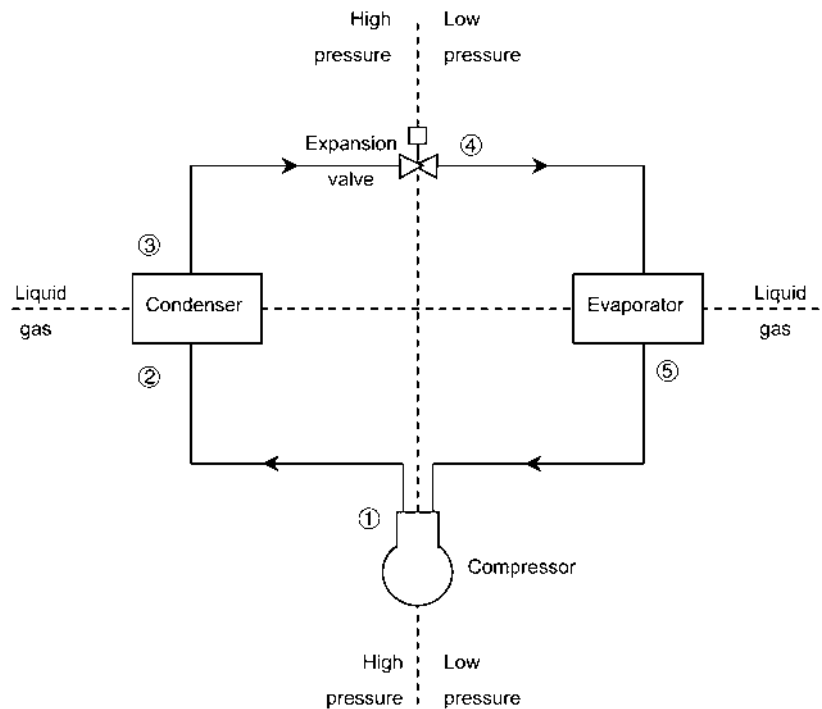 High Low
pressure pressure
Expansion ④
valve
③
Liquid Condenser Evaporator Liquid
gas gas
② ⑤
①
Compressor
High Low
pressure pressure